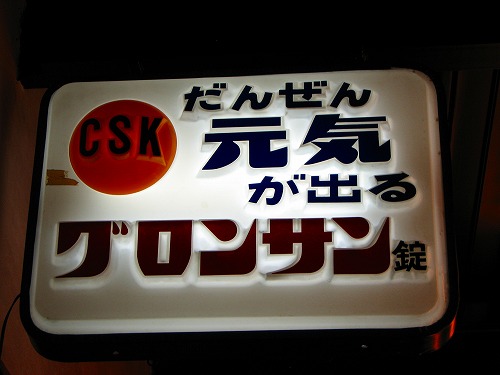 CSK
だんぜん
元気
が出る
グロンサン錠